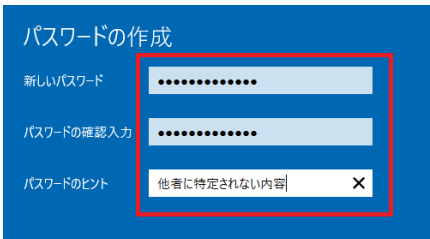 パスワードの作成
新しいパスワード ●●●●●●●●●●●●●
パスワードの確認入力 ●●●●●●●●●●●●●
パスワードのヒント 他者に特定されない内容 ✕